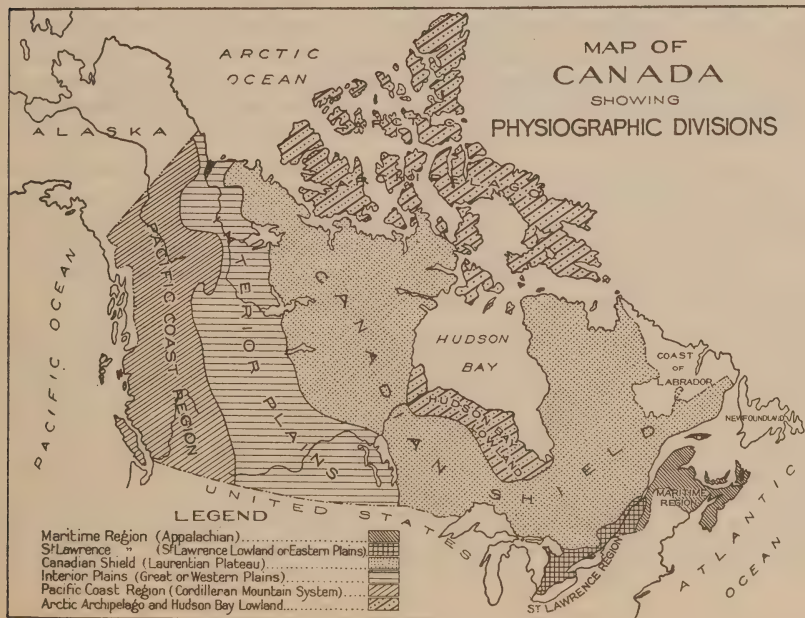 MAP OF
CANADA
SHOWING
PHYSIOGRAPHIC DIVISIONS
ARCTIC
OCEAN
ALASKA
PACIFIC OCEAN
PACIFIC COAST
REGION
INTERIOR PLAINS
CANADIAN SHIELD
HUDSON
BAY
HUDSON BAY
LOWLAND
COAST
OF
LABRADOR
NEWFOUNDLAND
MARITIME
REGION
ATLANTIC
OCEAN
ST LAWRENCE REGION
UNITED STATES
LEGEND
Maritime Region (Appalachian)
St Lawrence " (St Lawrence Lowland or Eastern Plains)
Canadian Shield (Laurentian Plateau)
Interior Plains (Great or Western Plains)
Pacific Coast Region (Cordilleran Mountain System)
Arctic Archipelago and Hudson Bay Lowland